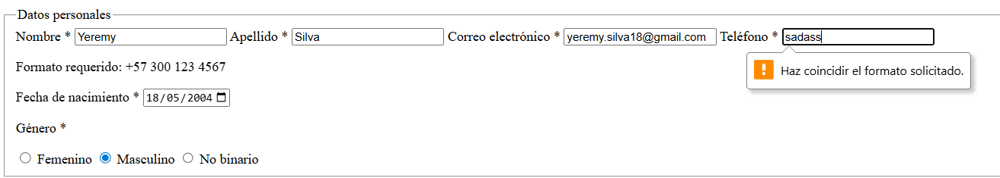 Datos personales
Nombre * Yeremy Apellido * Silva Correo electrónico * yeremy.silva18@gmail.com Teléfono * sadass
Haz coincidir el formato solicitado.
Formato requerido: +57 300 123 4567
Fecha de nacimiento * 18/05/2004
Género *
Femenino Masculino No binario